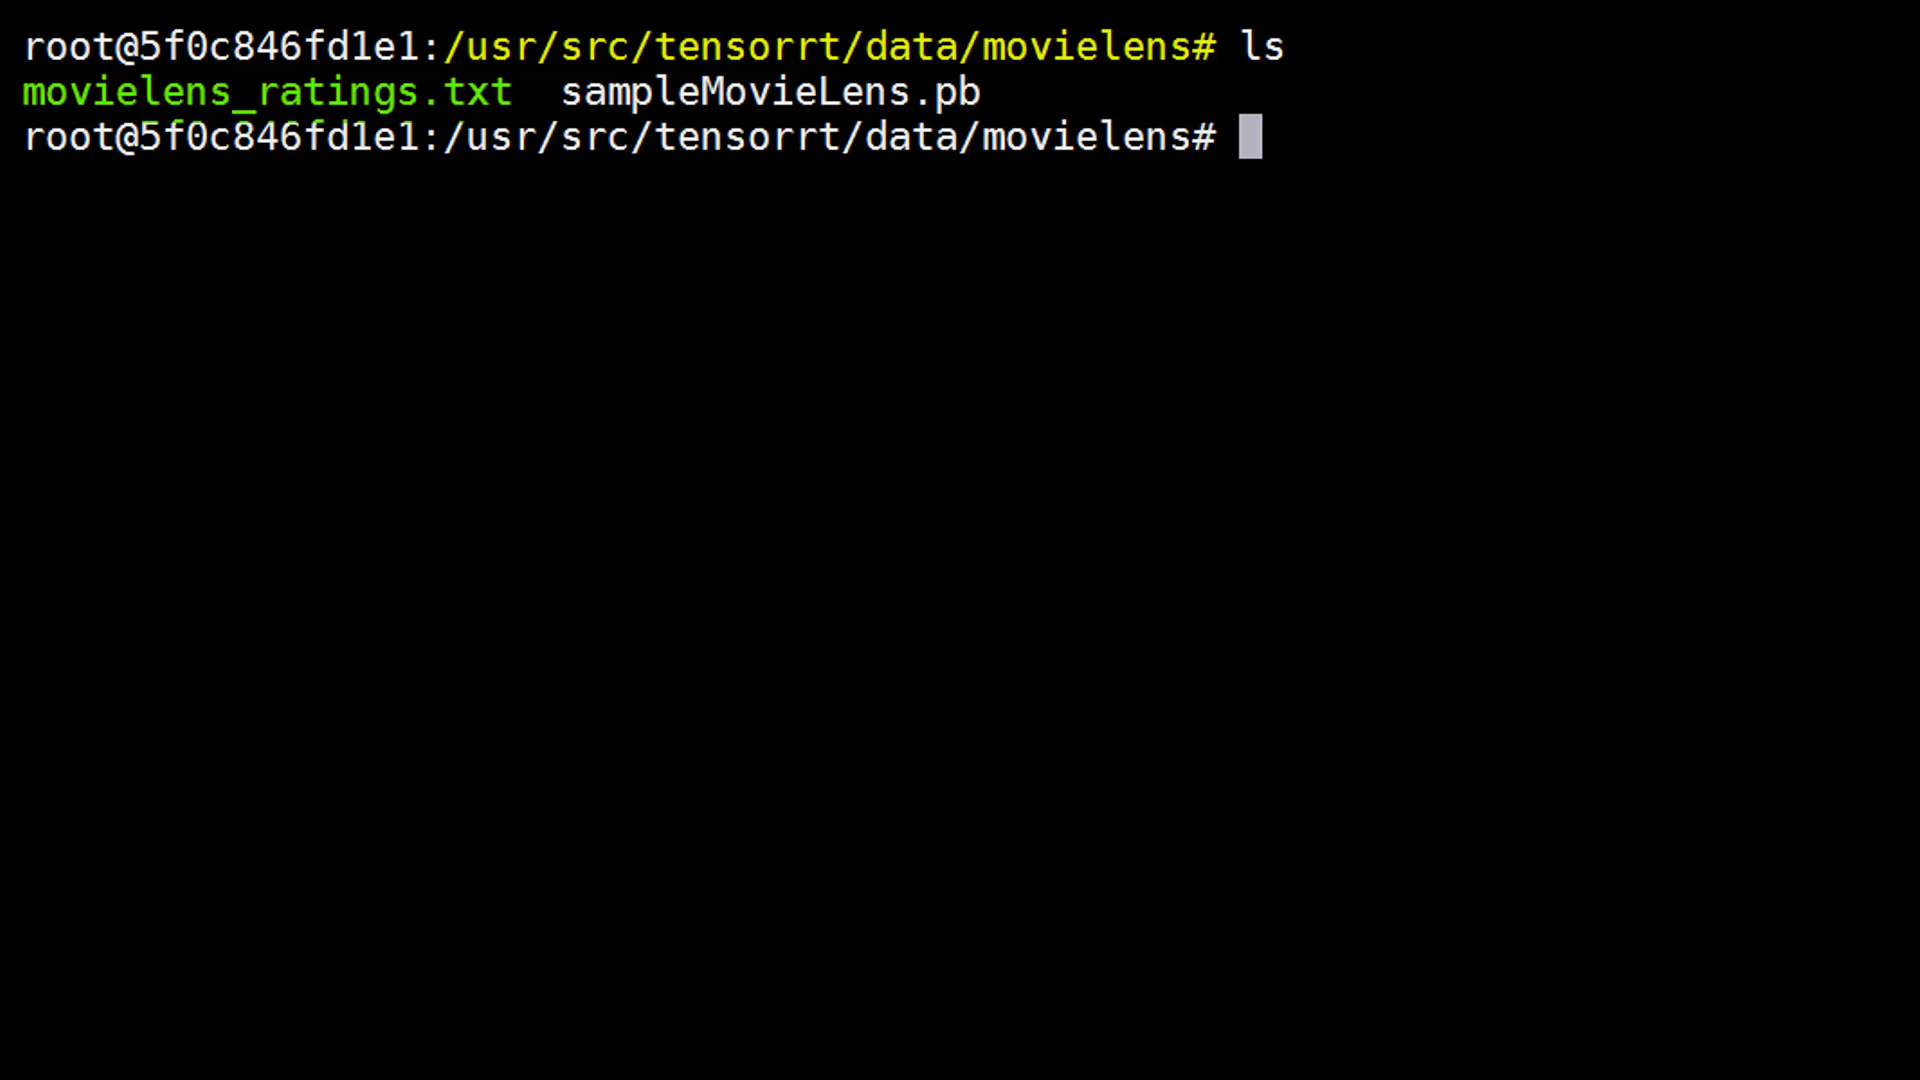 root@5f0c846fd1e1:/usr/src/tensorrt/data/movielens# ls
movielens_ratings.txt  sampleMovieLens.pb
root@5f0c846fd1e1:/usr/src/tensorrt/data/movielens#